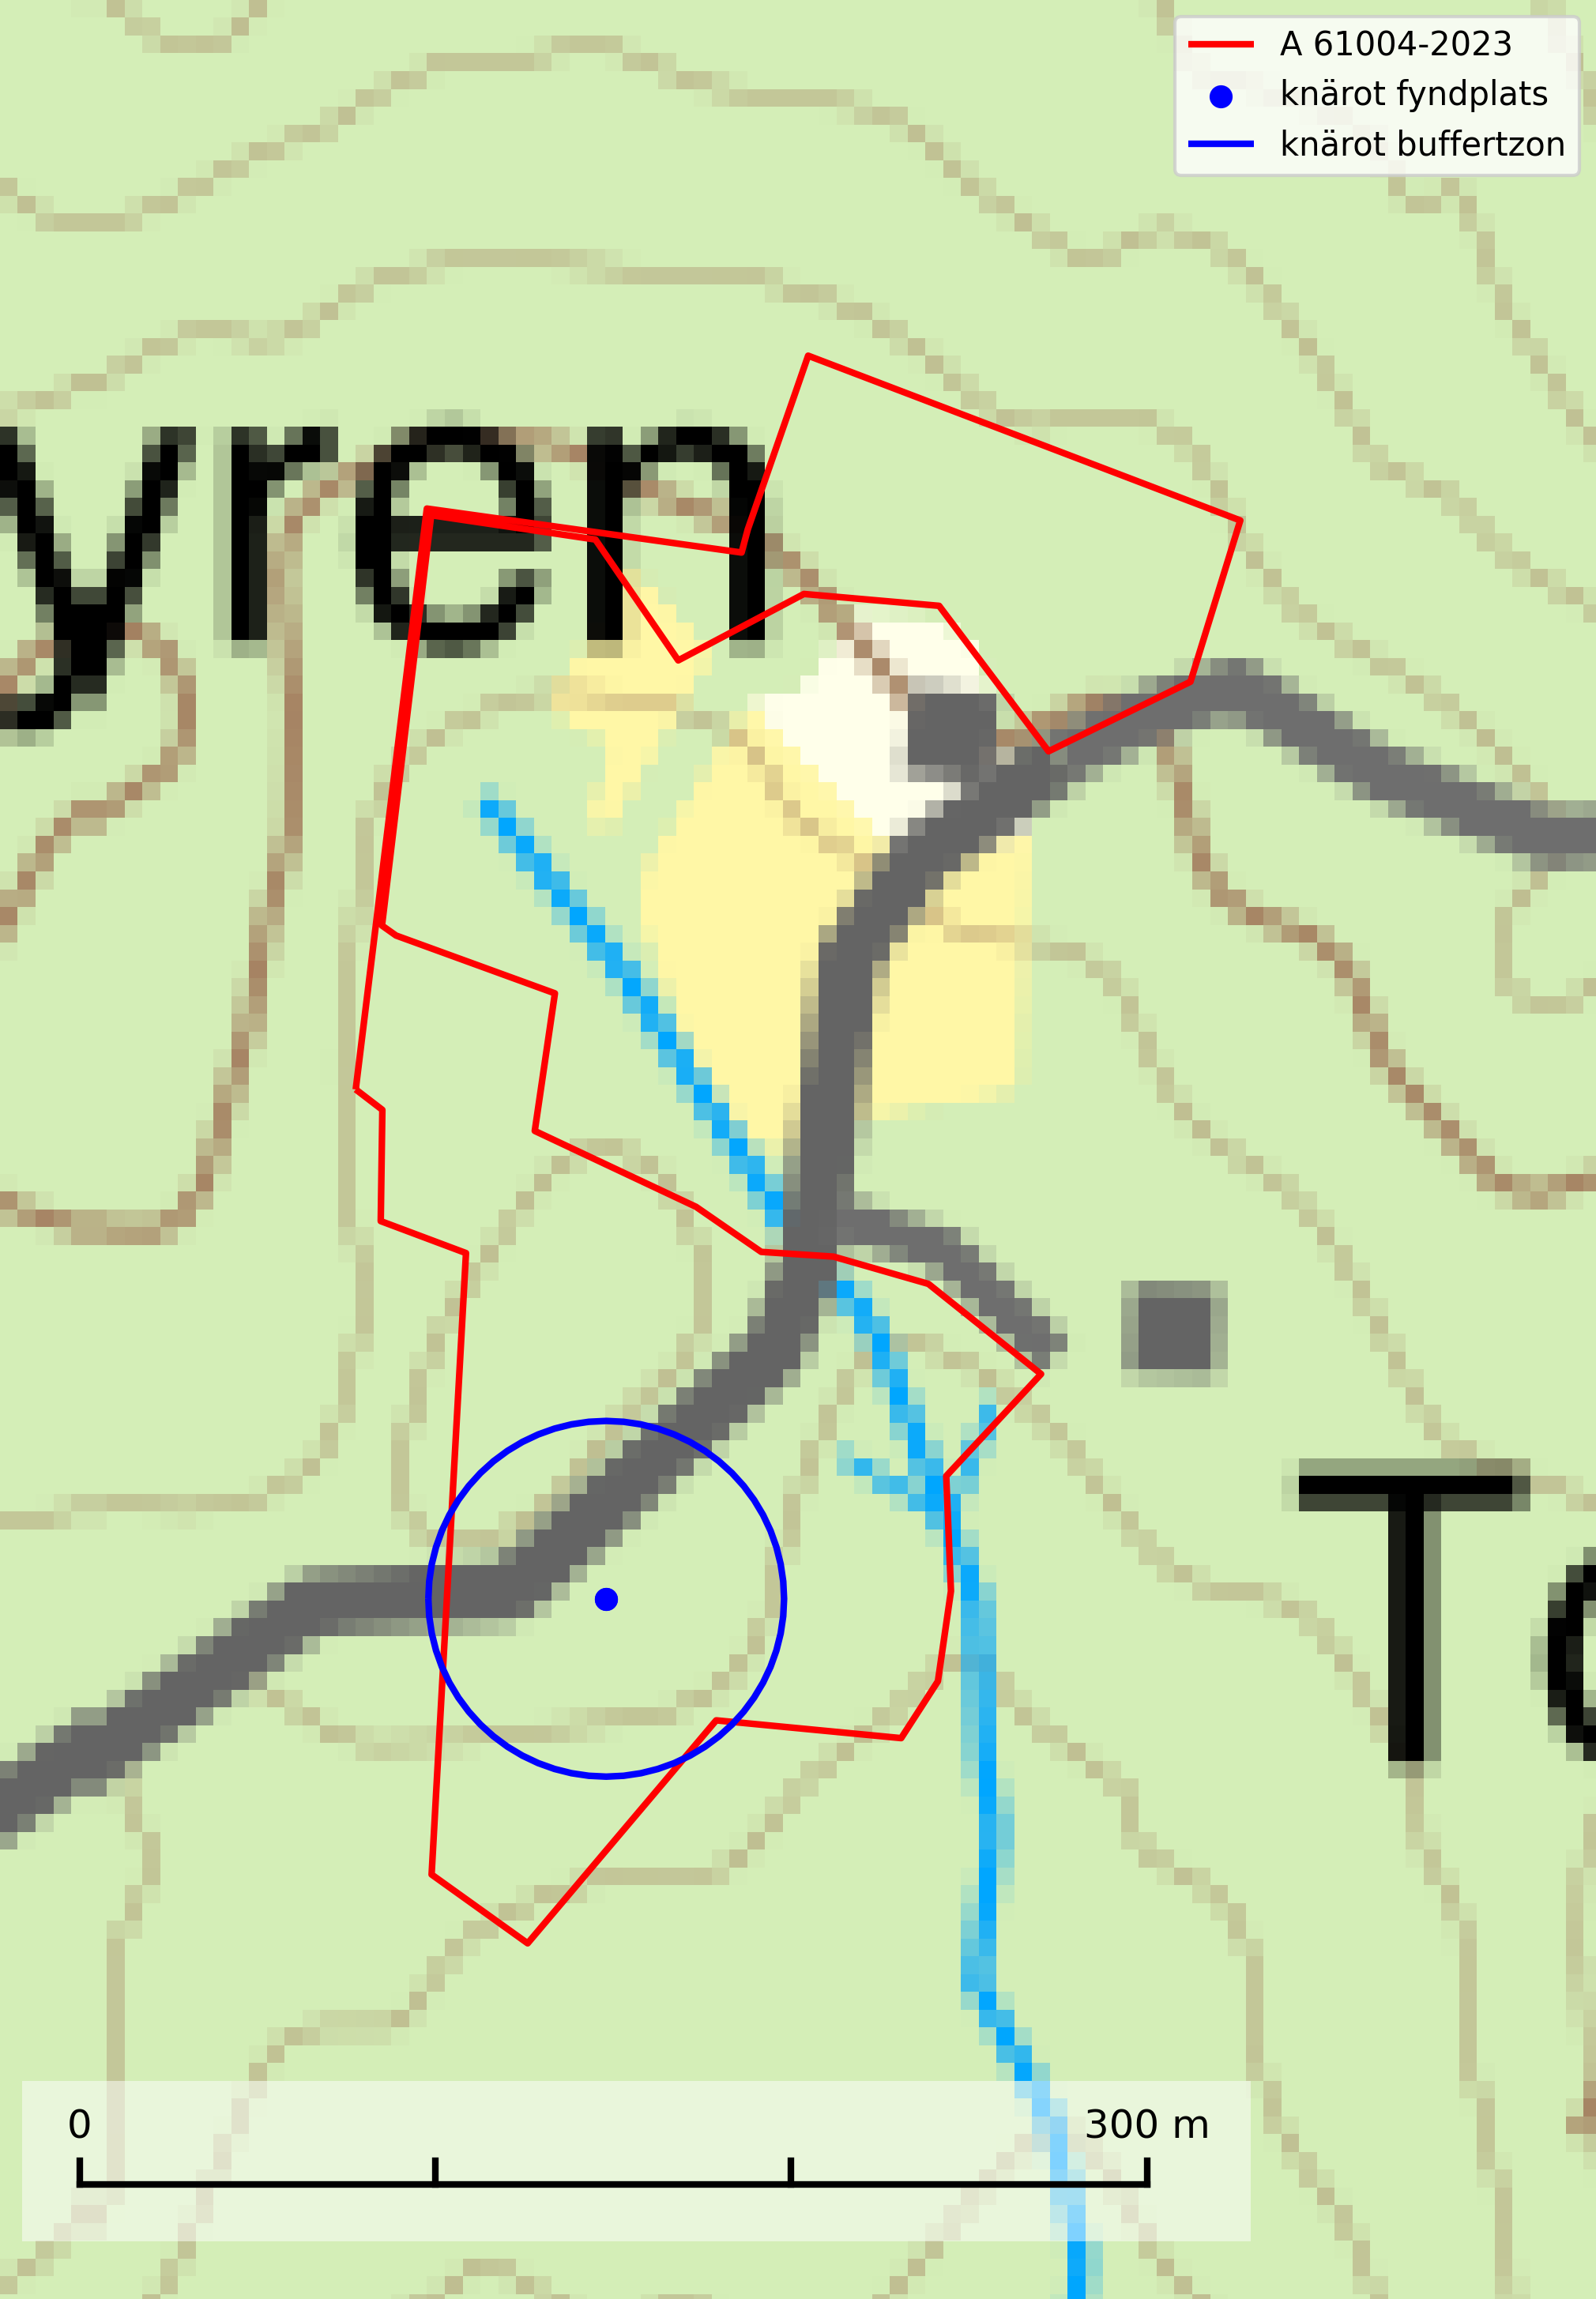 A 61004-2023
knärot fyndplats
knärot buffertzon
yren
T
0 300 m